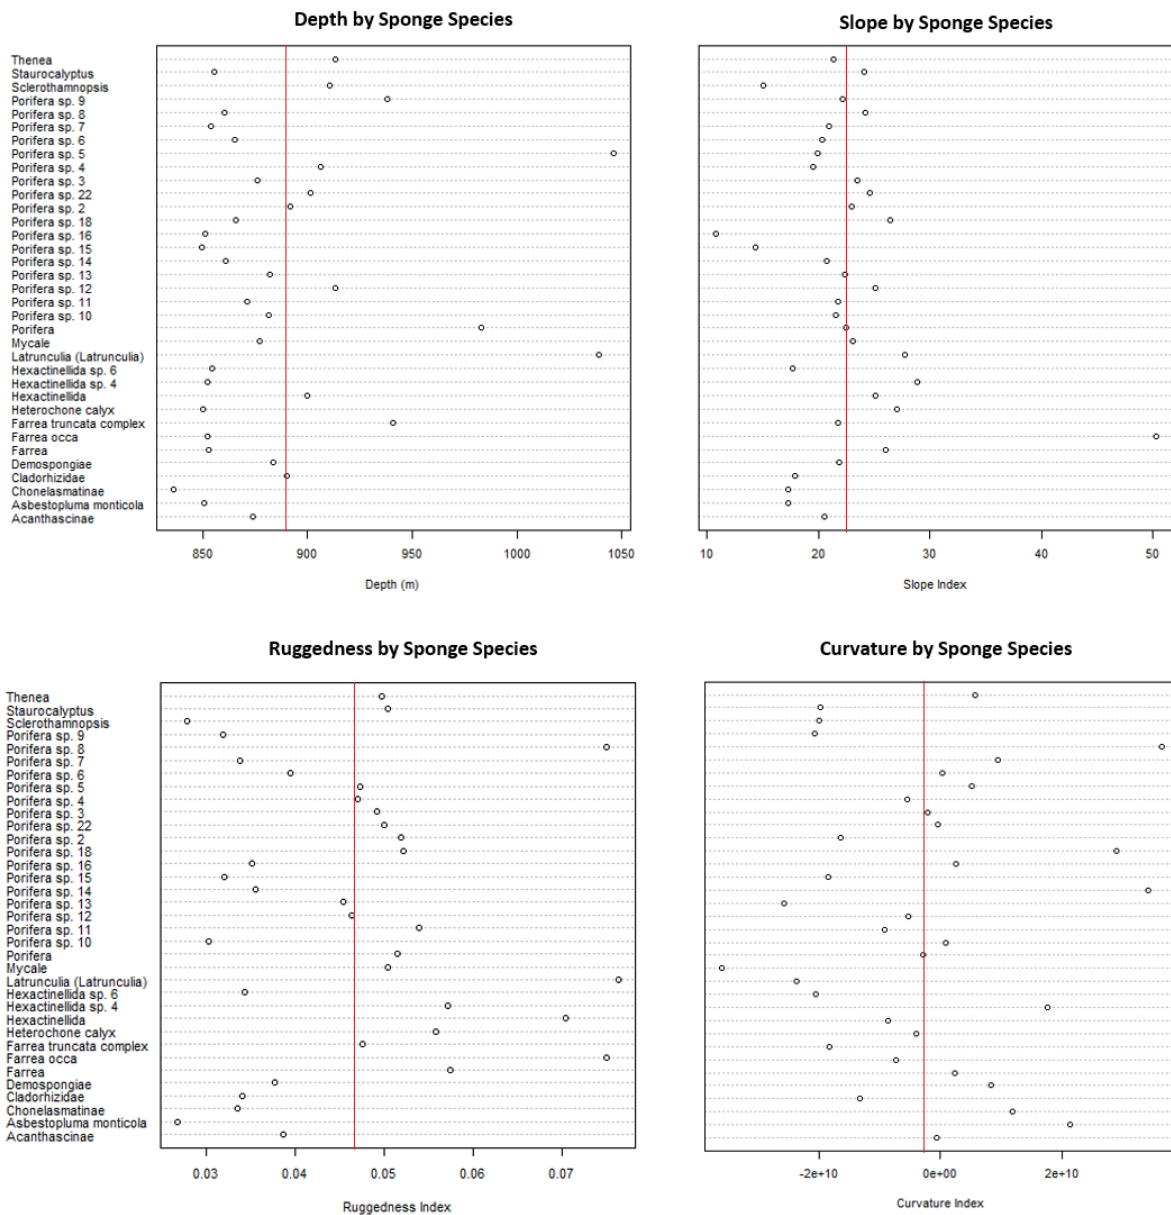 Depth by Sponge Species
Thenea
Staurocalyptus
Sclerothamnopsis
Porifera sp. 9
Porifera sp. 8
Porifera sp. 7
Porifera sp. 6
Porifera sp. 5
Porifera sp. 4
Porifera sp. 3
Porifera sp. 22
Porifera sp. 2
Porifera sp. 18
Porifera sp. 16
Porifera sp. 15
Porifera sp. 14
Porifera sp. 13
Porifera sp. 12
Porifera sp. 11
Porifera sp. 10
Porifera
Mycale
Latrunculia (Latrunculia)
Hexactinellida sp. 6
Hexactinellida sp. 4
Hexactinellida
Heterochone calyx
Farrea truncata complex
Farrea occa
Farrea
Demospongiae
Cladorhizidae
Chonelasmatinae
Asbestopluma monticola
Acanthascinae
850 900 950 1000 1050
Depth (m)
Slope by Sponge Species
10 20 30 40 50
Slope Index
Ruggedness by Sponge Species
Thenea
Staurocalyptus
Sclerothamnopsis
Porifera sp. 9
Porifera sp. 8
Porifera sp. 7
Porifera sp. 6
Porifera sp. 5
Porifera sp. 4
Porifera sp. 3
Porifera sp. 22
Porifera sp. 2
Porifera sp. 18
Porifera sp. 16
Porifera sp. 15
Porifera sp. 14
Porifera sp. 13
Porifera sp. 12
Porifera sp. 11
Porifera sp. 10
Porifera
Mycale
Latrunculia (Latrunculia)
Hexactinellida sp. 6
Hexactinellida sp. 4
Hexactinellida
Heterochone calyx
Farrea truncata complex
Farrea occa
Farrea
Demospongiae
Cladorhizidae
Chonelasmatinae
Asbestopluma monticola
Acanthascinae
0.03 0.04 0.05 0.06 0.07
Ruggedness Index
Curvature by Sponge Species
-2e+10 0e+00 2e+10
Curvature Index